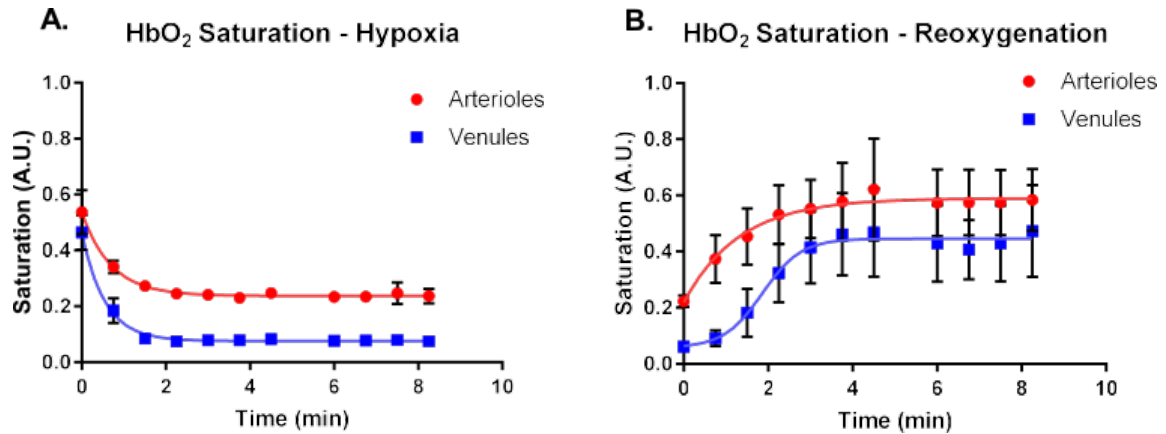 A.
HbO₂ Saturation - Hypoxia
Saturation (A.U.)
1.0
0.8
0.6
0.4
0.2
0.0
0
2
4
6
8
10
Time (min)
Arterioles
Venules
B.
HbO₂ Saturation - Reoxygenation
Saturation (A.U.)
1.0
0.8
0.6
0.4
0.2
0.0
0
2
4
6
8
10
Time (min)
Arterioles
Venules